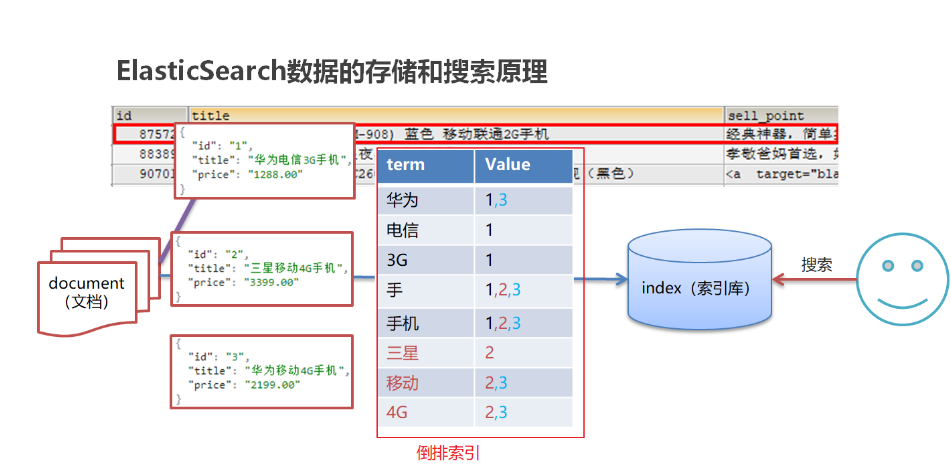 ElasticSearch数据的存储和搜索原理
id title sell_point
87572 -908) 蓝色 移动联通2G手机 经典神器，简单
88389 夜 孝敬爸妈首选，
9070 26 （黑色） <a target="bla
{
"id": "1",
"title": "华为电信3G手机",
"price": "1288.00"
}
{
"id": "2",
"title": "三星移动4G手机",
"price": "3399.00"
}
{
"id": "3",
"title": "华为移动4G手机",
"price": "2199.00"
}
term Value
华为 1,3
电信 1
3G 1
手 1,2,3
手机 1,2,3
三星 2
移动 2,3
4G 2,3
倒排索引
document
（文档）
index（索引库）
搜索